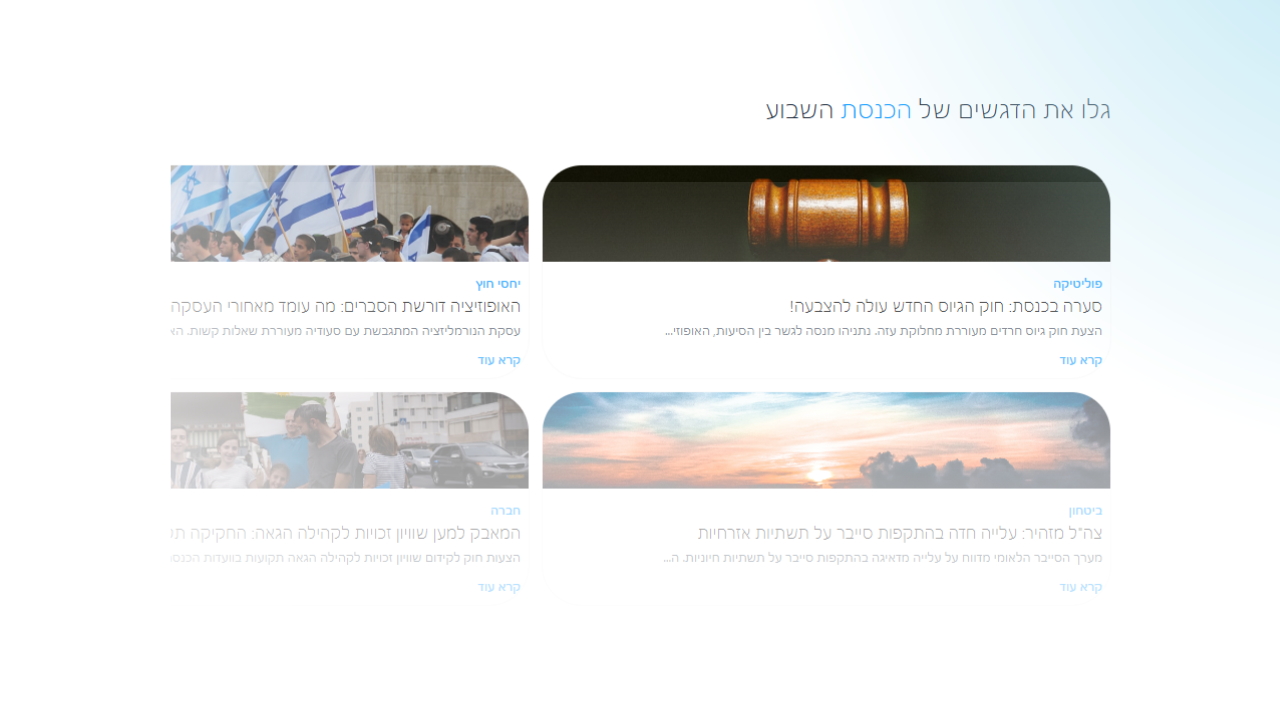 גלו את הדגשים של הכנסת השבוע
פוליטיקה
סערה בכנסת: חוק הגיוס החדש עולה להצבעה!
הצעת חוק גיוס חרדים מעוררת מחלוקת עזה. נתניהו מנסה לגשר בין הסיעות, האופוזי...
קרא עוד
יחסי חוץ
האופוזיציה דורשת הסברים: מה עומד מאחורי העסקה
עסקת הנורמליזציה המתגבשת עם סעודיה מעוררת שאלות קשות. הא
קרא עוד
ביטחון
צה"ל מזהיר: עלייה חדה בהתקפות סייבר על תשתיות אזרחיות
מערך הסייבר הלאומי מדווח על עלייה מדאיגה בהתקפות סייבר על תשתיות חיוניות. ה...
קרא עוד
חברה
המאבק למען שוויון זכויות לקהילה הגאה: החקיקה
הצעות חוק לקידום שוויון זכויות לקהילה הגאה תקועות בוועדות הכנסת
קרא עוד